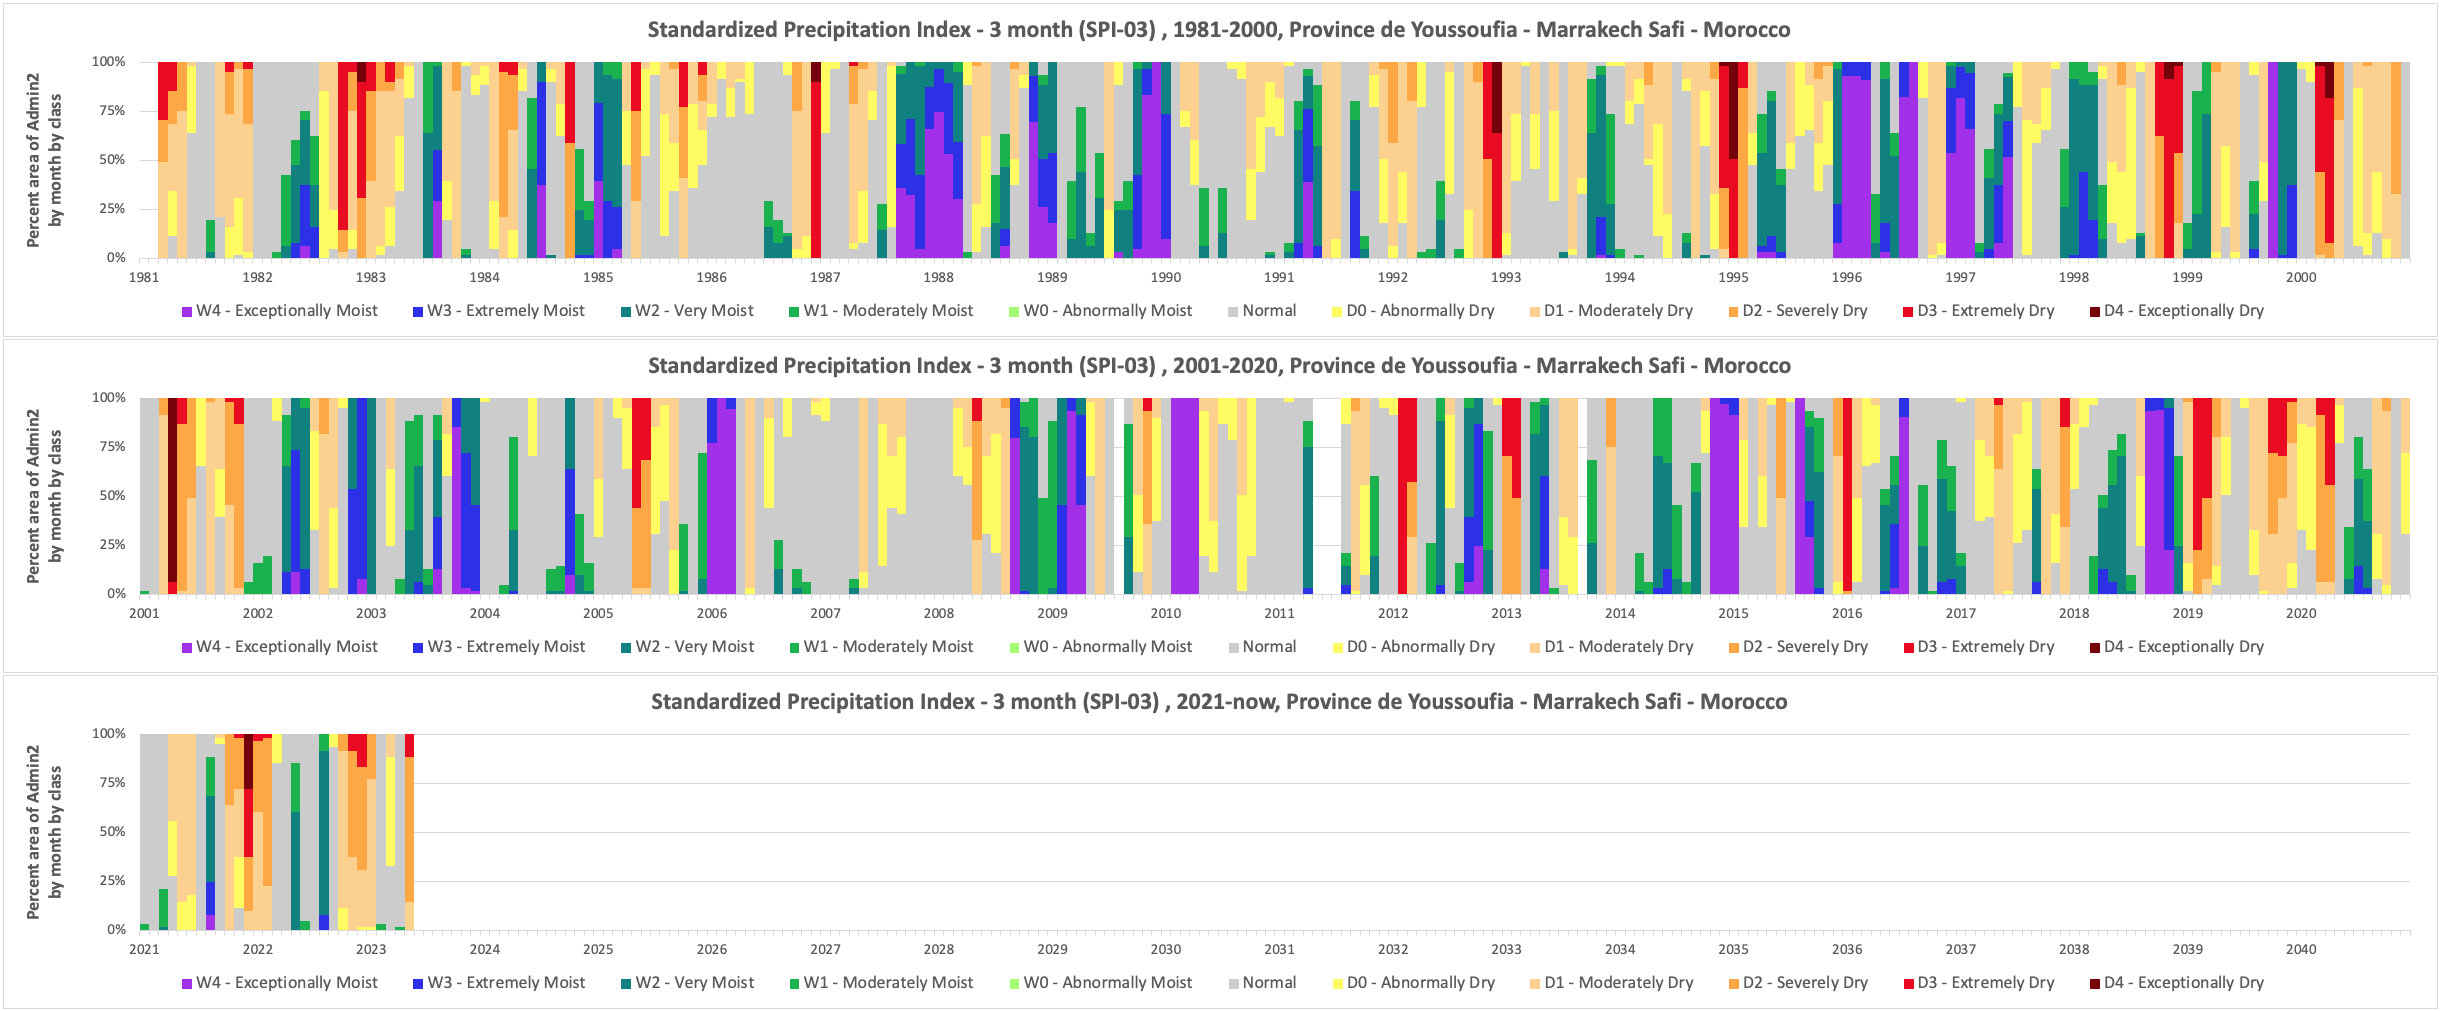 Standardized Precipitation Index - 3 month (SPI-03) , 1981-2000, Province de Youssoufia - Marrakech Safi - Morocco
Percent area of Admin2
by month by class
100%
75%
50%
25%
0%
1981 1982 1983 1984 1985 1986 1987 1988 1989 1990 1991 1992 1993 1994 1995 1996 1997 1998 1999 2000
W4 - Exceptionally Moist W3 - Extremely Moist W2 - Very Moist W1 - Moderately Moist W0 - Abnormally Moist Normal D0 - Abnormally Dry D1 - Moderately Dry D2 - Severely Dry D3 - Extremely Dry D4 - Exceptionally Dry
Standardized Precipitation Index - 3 month (SPI-03) , 2001-2020, Province de Youssoufia - Marrakech Safi - Morocco
Percent area of Admin2
by month by class
100%
75%
50%
25%
0%
2001 2002 2003 2004 2005 2006 2007 2008 2009 2010 2011 2012 2013 2014 2015 2016 2017 2018 2019 2020
W4 - Exceptionally Moist W3 - Extremely Moist W2 - Very Moist W1 - Moderately Moist W0 - Abnormally Moist Normal D0 - Abnormally Dry D1 - Moderately Dry D2 - Severely Dry D3 - Extremely Dry D4 - Exceptionally Dry
Standardized Precipitation Index - 3 month (SPI-03) , 2021-now, Province de Youssoufia - Marrakech Safi - Morocco
Percent area of Admin2
by month by class
100%
75%
50%
25%
0%
2021 2022 2023 2024 2025 2026 2027 2028 2029 2030 2031 2032 2033 2034 2035 2036 2037 2038 2039 2040
W4 - Exceptionally Moist W3 - Extremely Moist W2 - Very Moist W1 - Moderately Moist W0 - Abnormally Moist Normal D0 - Abnormally Dry D1 - Moderately Dry D2 - Severely Dry D3 - Extremely Dry D4 - Exceptionally Dry